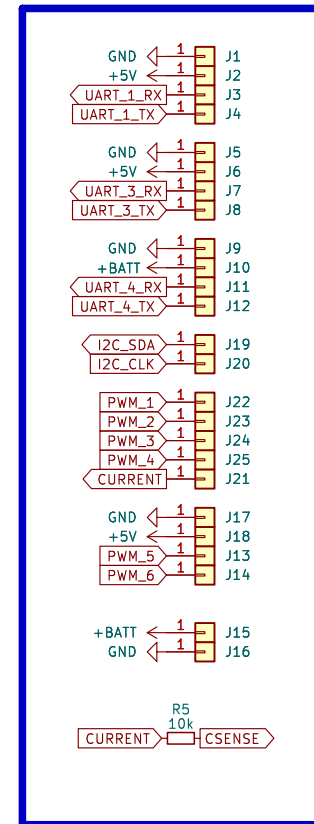 GND 1 J1
+5V 1 J2
UART_1_RX 1 J3
UART_1_TX 1 J4
GND 1 J5
+5V 1 J6
UART_3_RX 1 J7
UART_3_TX 1 J8
GND 1 J9
+BATT 1 J10
UART_4_RX 1 J11
UART_4_TX 1 J12
I2C_SDA 1 J19
I2C_CLK 1 J20
PWM_1 1 J22
PWM_2 1 J23
PWM_3 1 J24
PWM_4 1 J25
CURRENT 1 J21
GND 1 J17
+5V 1 J18
PWM_5 1 J13
PWM_6 1 J14
+BATT 1 J15
GND 1 J16
R5
10k
CURRENT CSENSE